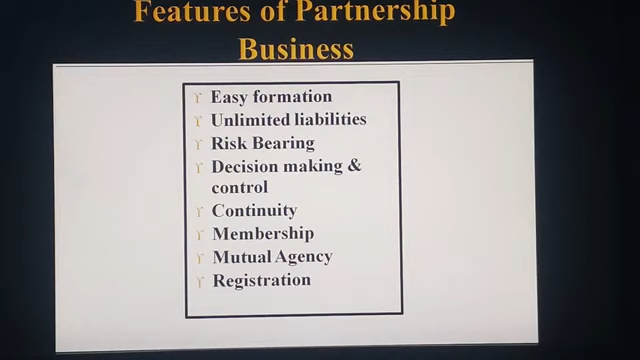 Features of Partnership
Business
Easy formation
Unlimited liabilities
Risk Bearing
Decision making &
control
Continuity
Membership
Mutual Agency
Registration